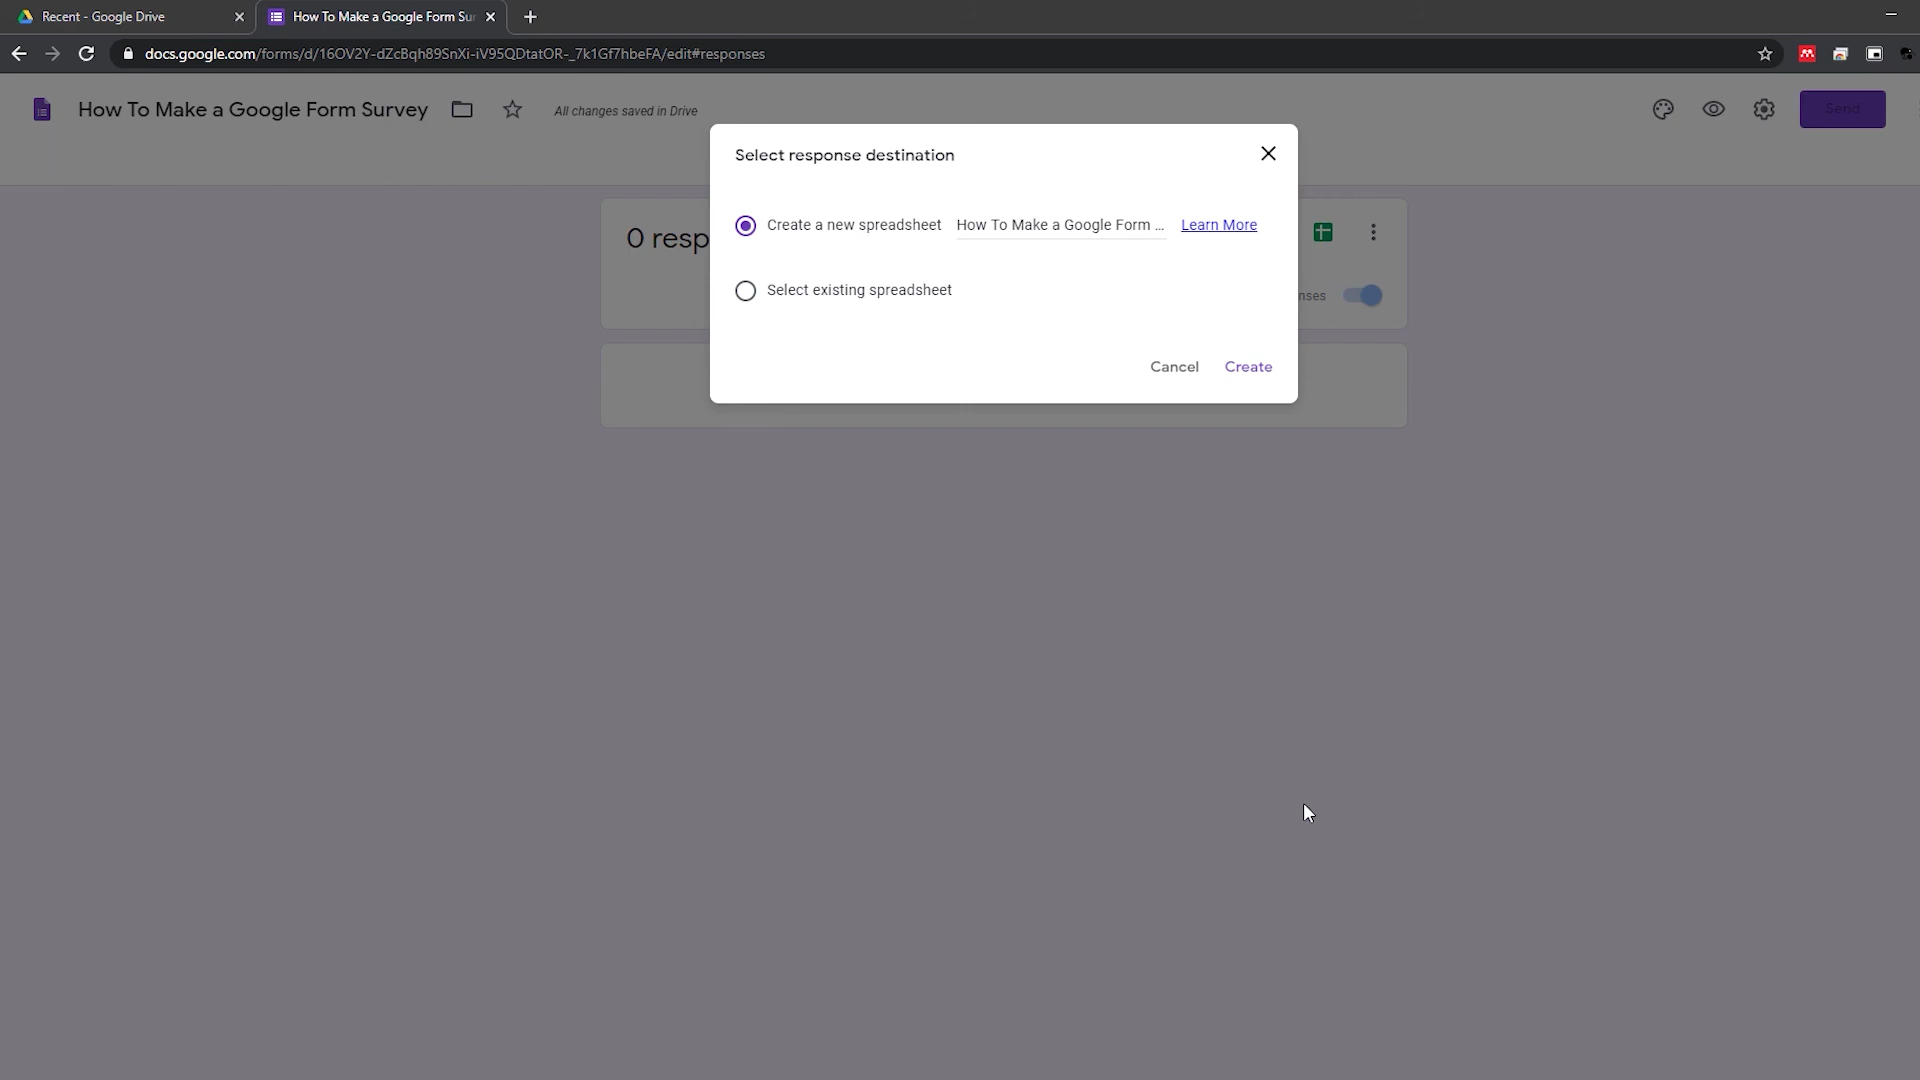 Recent - Google Drive
How To Make a Google Form Sur
docs.google.com/forms/d/16OV2Y-dZcBqh89SnXi-iV95QDtatOR-_7k1Gf7hbeFA/edit#responses
How To Make a Google Form Survey
All changes saved in Drive
Send
Select response destination
Create a new spreadsheet How To Make a Google Form ... Learn More
0 resp
Select existing spreadsheet
nses
Cancel Create